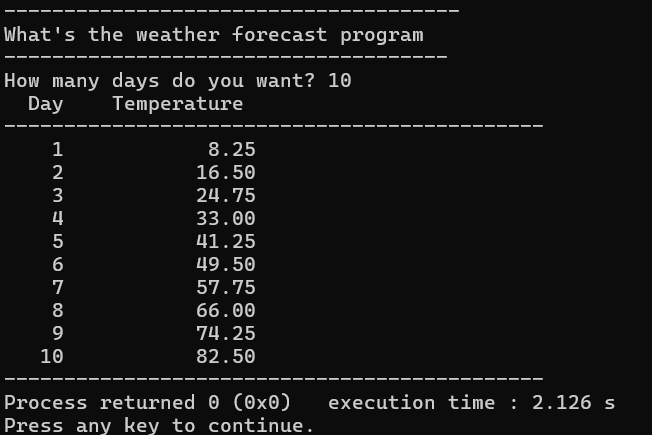 --------------------------------------
What's the weather forecast program
-------------------------------------
How many days do you want? 10
  Day    Temperature
---------------------------------------------
    1            8.25
    2           16.50
    3           24.75
    4           33.00
    5           41.25
    6           49.50
    7           57.75
    8           66.00
    9           74.25
   10           82.50
---------------------------------------------
Process returned 0 (0x0)   execution time : 2.126 s
Press any key to continue.